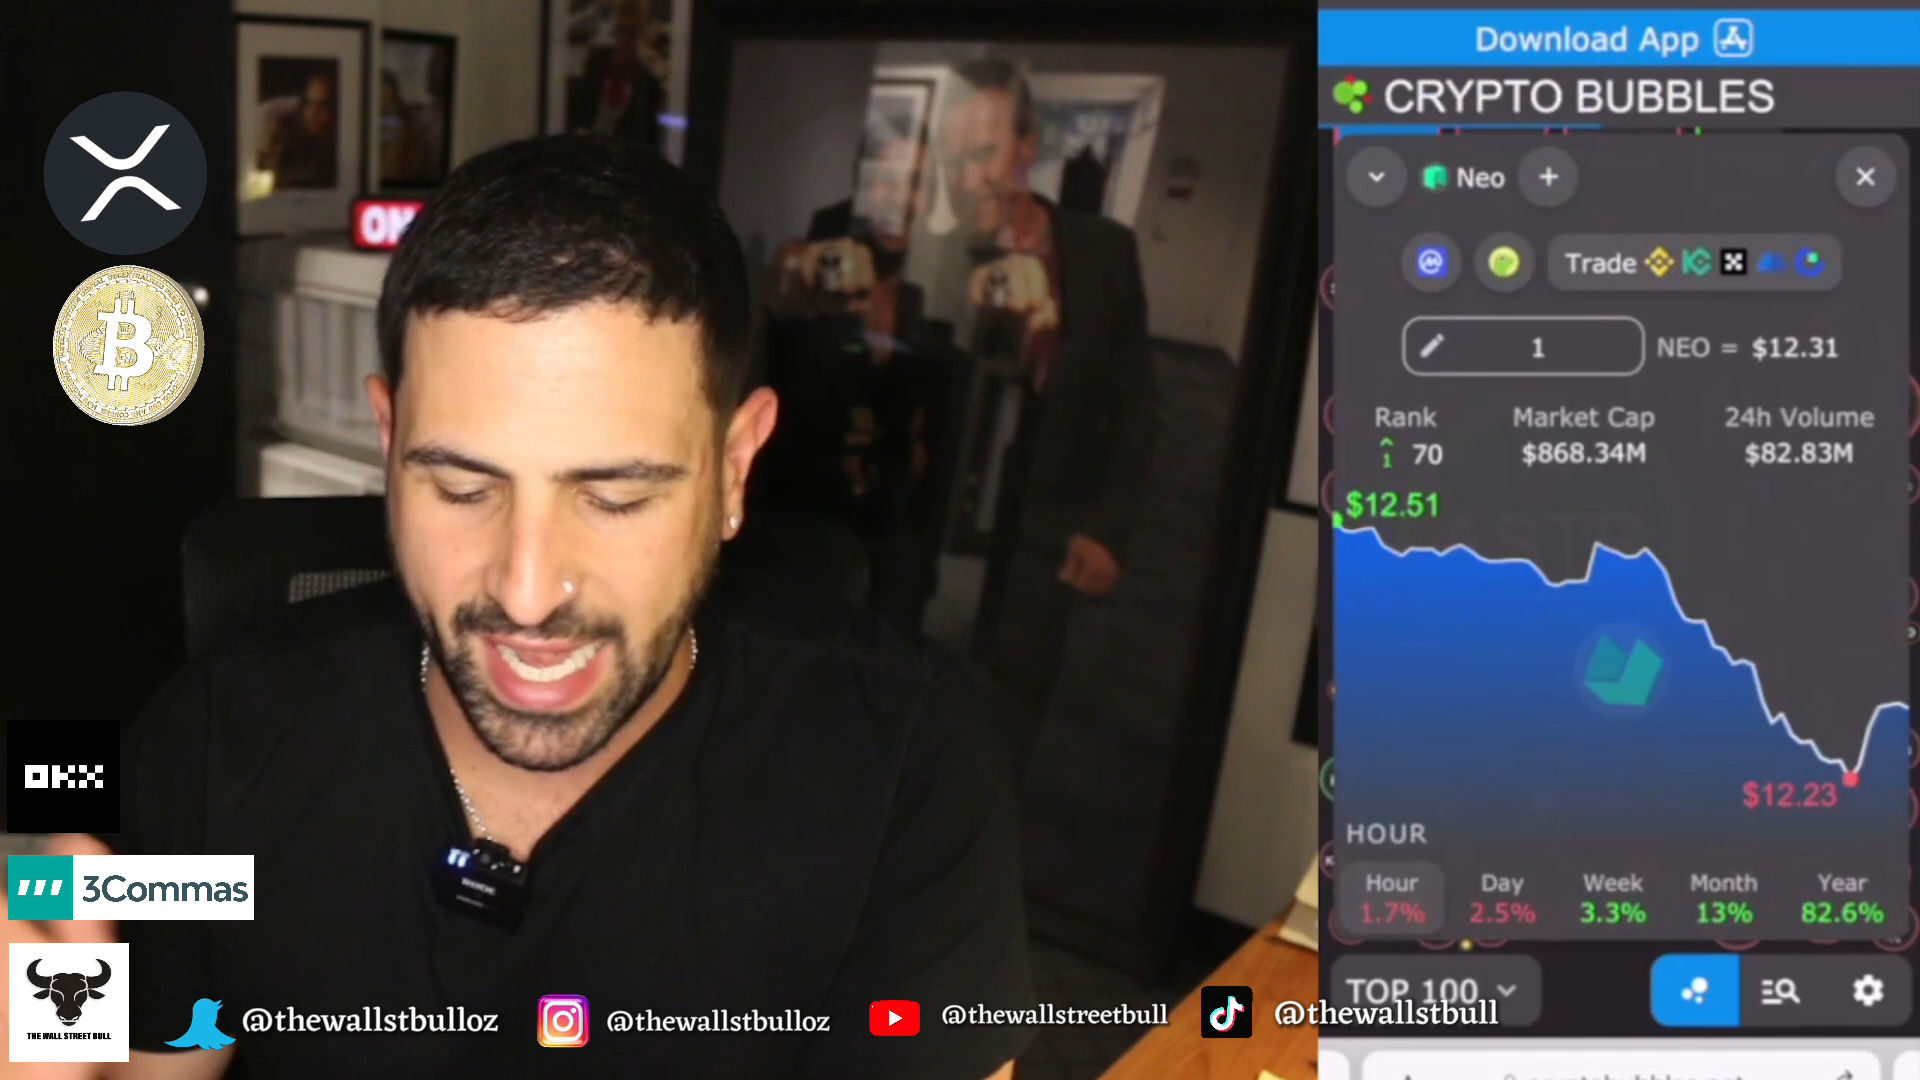 Download App
CRYPTO BUBBLES
Neo
Trade
1 NEO = $12.31
Rank Market Cap 24h Volume
1 70 $868.34M $82.83M
$12.51
$12.23
HOUR
Hour Day Week Month Year
1.7% 2.5% 3.3% 13% 82.6%
TOP 100
B
OKX
3Commas
THE WALL STREET BULL
@thewallstbulloz
@thewallstbulloz
@thewallstreetbull
@thewallstbull